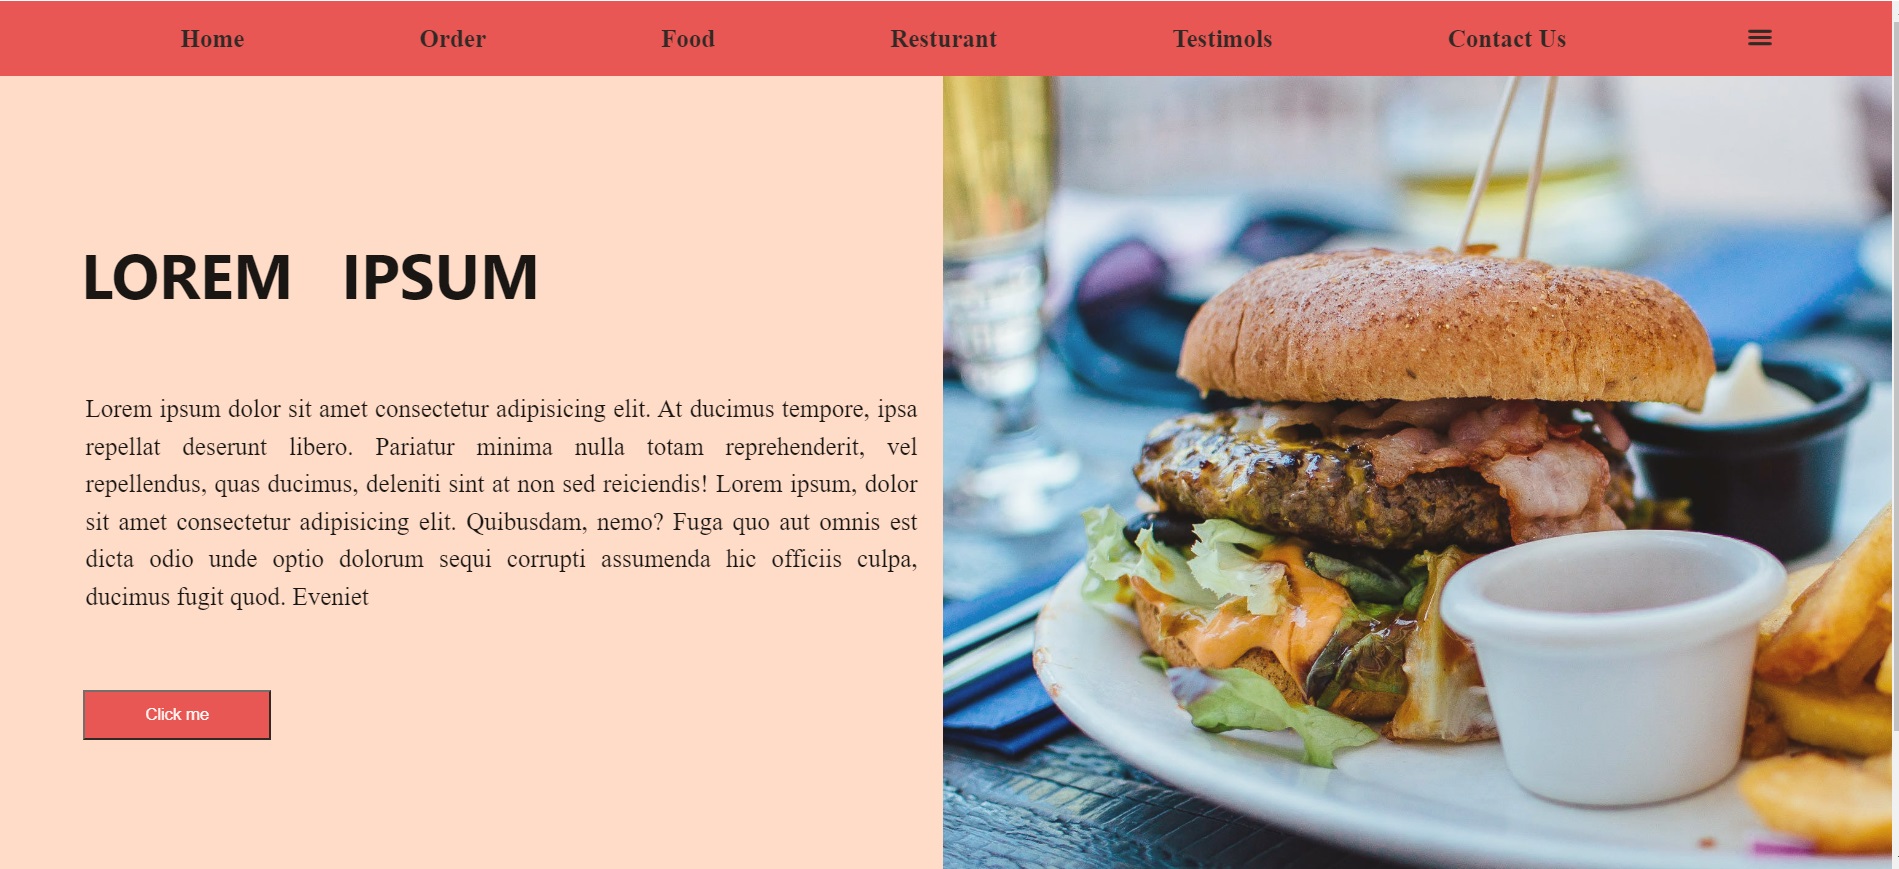 Home Order Food Resturant Testimols Contact Us
LOREM IPSUM
Lorem ipsum dolor sit amet consectetur adipisicing elit. At ducimus tempore, ipsa
repellat deserunt libero. Pariatur minima nulla totam reprehenderit, vel
repellendus, quas ducimus, deleniti sint at non sed reiciendis! Lorem ipsum, dolor
sit amet consectetur adipisicing elit. Quibusdam, nemo? Fuga quo aut omnis est
dicta odio unde optio dolorum sequi corrupti assumenda hic officiis culpa,
ducimus fugit quod. Eveniet
Click me